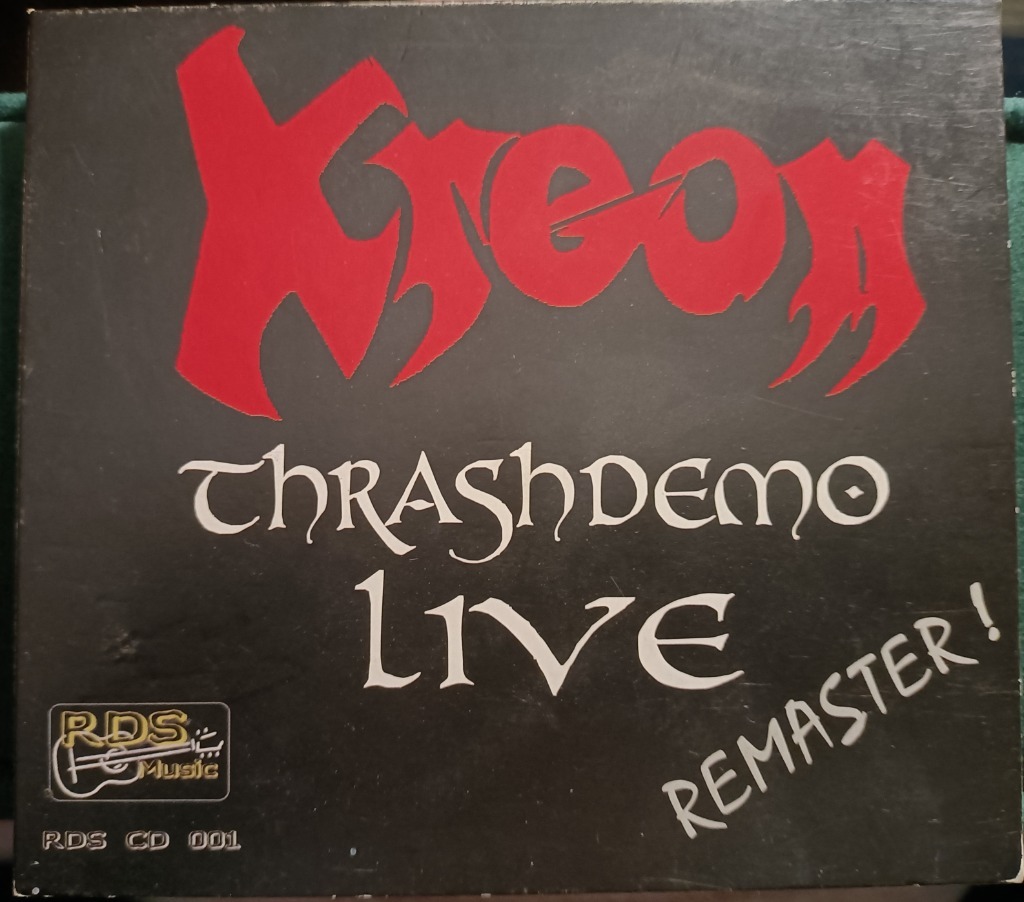 Kreon
ThRAShDEMO
LIVE
REMASTER!
RDS
Music
RDS CD 001